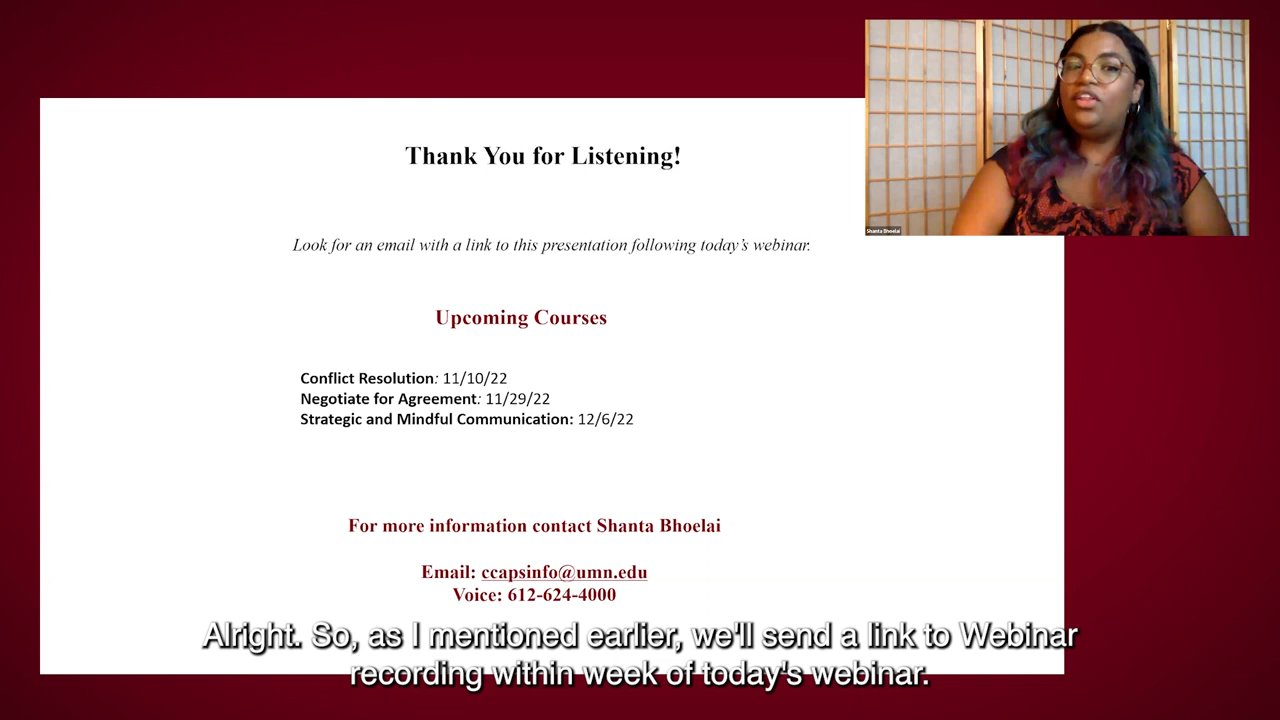 Thank You for Listening!
Look for an email with a link to this presentation following today's webinar.
Upcoming Courses
Conflict Resolution: 11/10/22
Negotiate for Agreement: 11/29/22
Strategic and Mindful Communication: 12/6/22
For more information contact Shanta Bhoelai
Email: ccapsinfo@umn.edu
Voice: 612-624-4000
Shanta Bhoelai
Alright. So, as I mentioned earlier, we'll send a link to Webinar
recording within week of today's webinar.